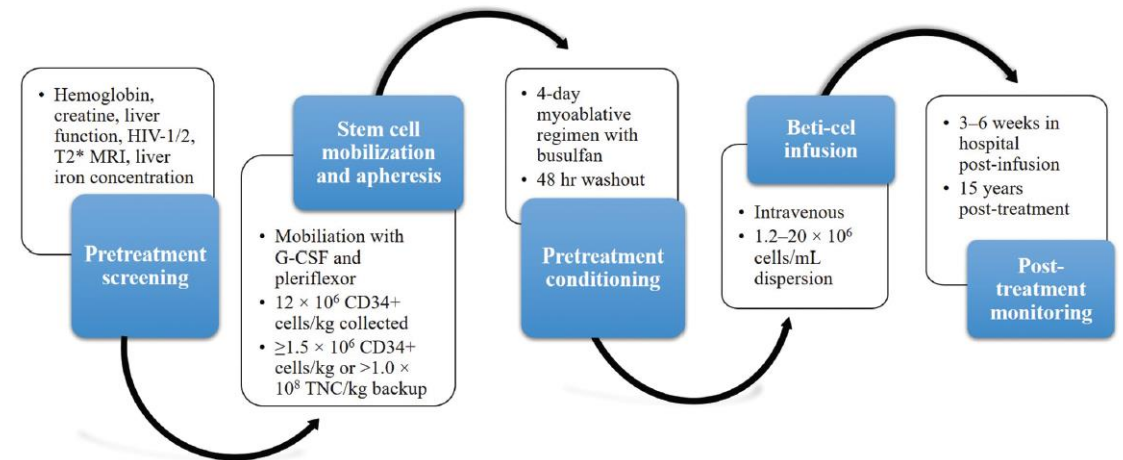 • Hemoglobin,
creatine, liver
function, HIV-1/2,
T2* MRI, liver
iron concentration
Pretreatment
screening
Stem cell
mobilization
and apheresis
• Mobiliation with
G-CSF and
pleriflexor
• 12 × 10⁶ CD34+
cells/kg collected
• ≥1.5 × 10⁶ CD34+
cells/kg or >1.0 ×
10⁸ TNC/kg backup
• 4-day
myoablative
regimen with
busulfan
• 48 hr washout
Pretreatment
conditioning
Beti-cel
infusion
• Intravenous
• 1.2–20 × 10⁶
cells/mL
dispersion
• 3–6 weeks in
hospital
post-infusion
• 15 years
post-treatment
Post-
treatment
monitoring